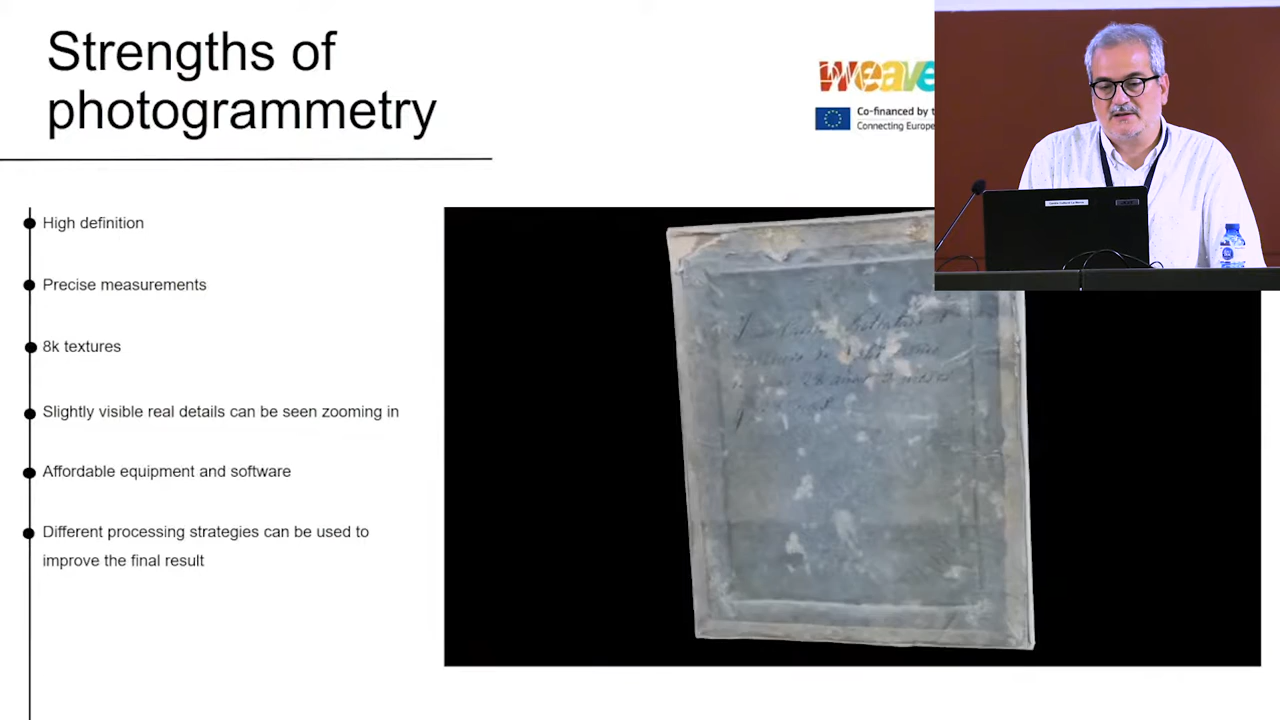 Strengths of
photogrammetry
weave
Co-financed by t
Connecting Europe
High definition
Precise measurements
8k textures
Slightly visible real details can be seen zooming in
Affordable equipment and software
Different processing strategies can be used to
improve the final result
28 años